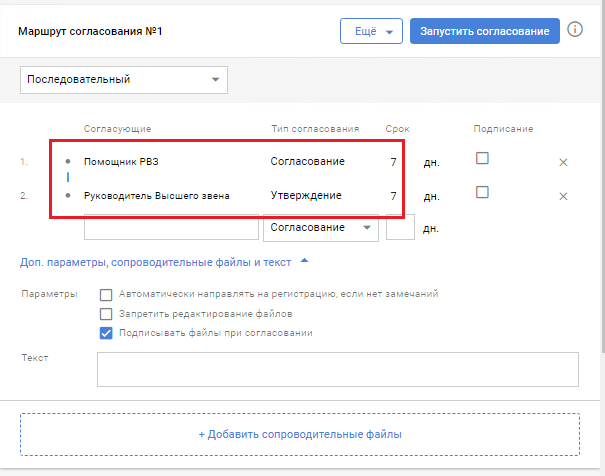 Маршрут согласования №1 Ещё Запустить согласование
Последовательный
Согласующие Тип согласования Срок Подписание
1. Помощник РВЗ Согласование 7 дн.
2. Руководитель Высшего звена Утверждение 7 дн.
Согласование дн.
Доп. параметры, сопроводительные файлы и текст
Параметры Автоматически направлять на регистрацию, если нет замечаний
Запретить редактирование файлов
Подписывать файлы при согласовании
Текст
+ Добавить сопроводительные файлы